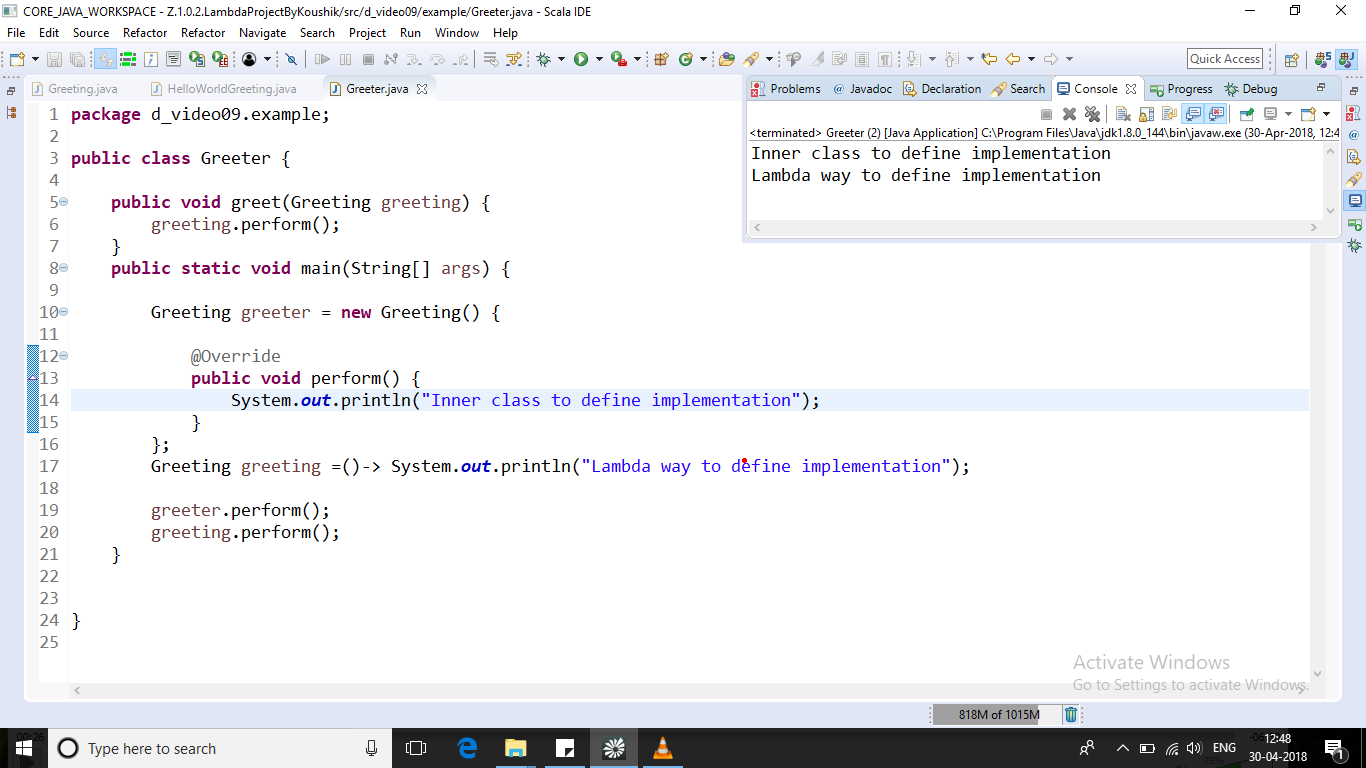 CORE_JAVA_WORKSPACE - Z.1.0.2.LambdaProjectByKoushik/src/d_video09/example/Greeter.java - Scala IDE
File Edit Source Refactor Refactor Navigate Search Project Run Window Help
Quick Access
Greeting.java HelloWorldGreeting.java Greeter.java
Problems @ Javadoc Declaration Search Console Progress Debug
<terminated> Greeter (2) [Java Application] C:\Program Files\Java\jdk1.8.0_144\bin\javaw.exe (30-Apr-2018, 12:4
Inner class to define implementation
Lambda way to define implementation
1 package d_video09.example;
2
3 public class Greeter {
4
5 public void greet(Greeting greeting) {
6 greeting.perform();
7 }
8 public static void main(String[] args) {
9
10 Greeting greeter = new Greeting() {
11
12 @Override
13 public void perform() {
14 System.out.println("Inner class to define implementation");
15 }
16 };
17 Greeting greeting =()-> System.out.println("Lambda way to define implementation");
18
19 greeter.perform();
20 greeting.perform();
21 }
22
23
24 }
25
Activate Windows
Go to Settings to activate Windows.
818M of 1015M
Type here to search
ENG
12:48
30-04-2018
1